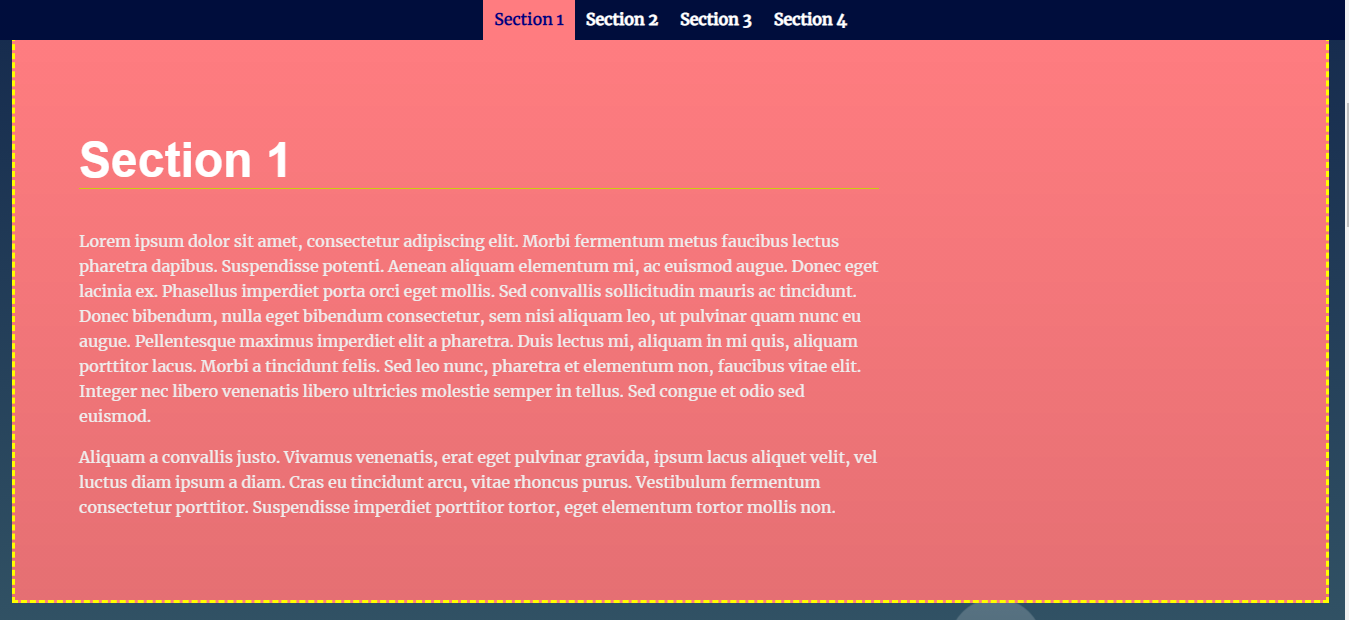 Section 1 Section 2 Section 3 Section 4
Section 1
Lorem ipsum dolor sit amet, consectetur adipiscing elit. Morbi fermentum metus faucibus lectus
pharetra dapibus. Suspendisse potenti. Aenean aliquam elementum mi, ac euismod augue. Donec eget
lacinia ex. Phasellus imperdiet porta orci eget mollis. Sed convallis sollicitudin mauris ac tincidunt.
Donec bibendum, nulla eget bibendum consectetur, sem nisi aliquam leo, ut pulvinar quam nunc eu
augue. Pellentesque maximus imperdiet elit a pharetra. Duis lectus mi, aliquam in mi quis, aliquam
porttitor lacus. Morbi a tincidunt felis. Sed leo nunc, pharetra et elementum non, faucibus vitae elit.
Integer nec libero venenatis libero ultricies molestie semper in tellus. Sed congue et odio sed
euismod.
Aliquam a convallis justo. Vivamus venenatis, erat eget pulvinar gravida, ipsum lacus aliquet velit, vel
luctus diam ipsum a diam. Cras eu tincidunt arcu, vitae rhoncus purus. Vestibulum fermentum
consectetur porttitor. Suspendisse imperdiet porttitor tortor, eget elementum tortor mollis non.